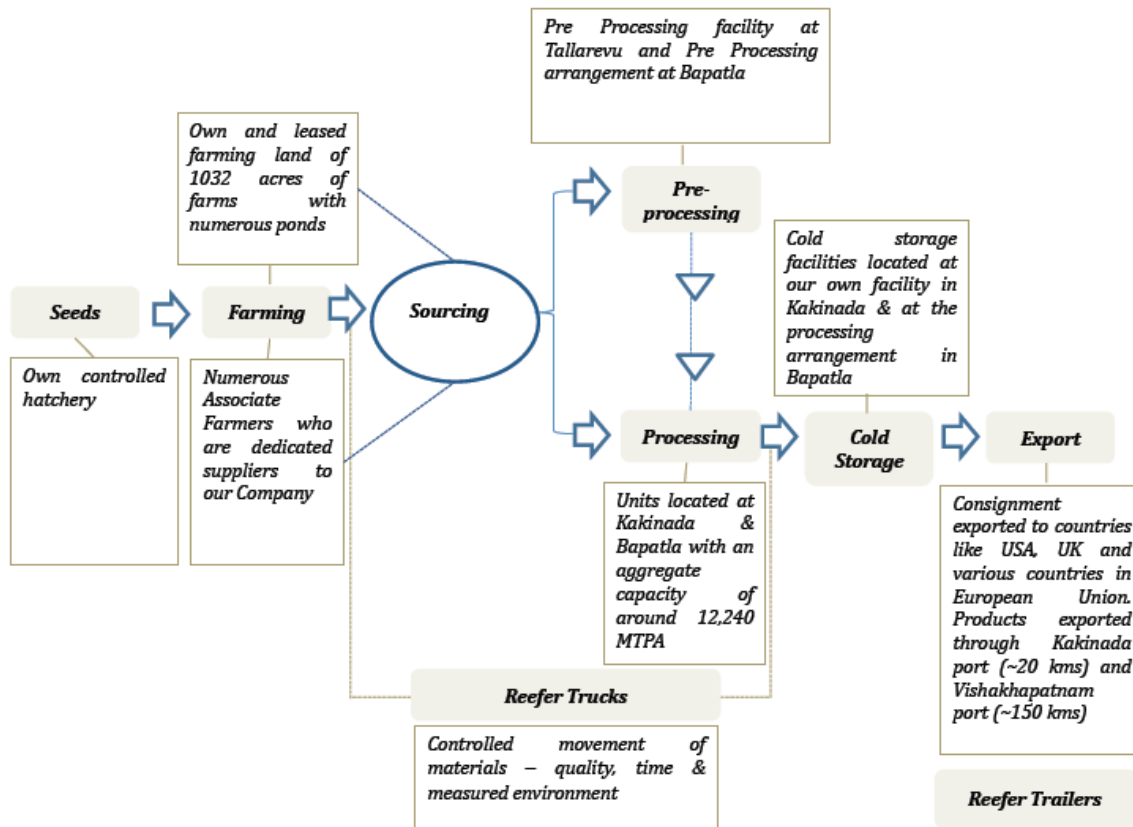 Pre Processing facility at
Tallarevu and Pre Processing
arrangement at Bapatla
Own and leased
farming land of
1032 acres of
farms with
numerous ponds
Pre-
processing
Cold storage
facilities located at
our own facility in
Kakinada & at the
processing
arrangement in
Bapatla
Seeds
Farming
Sourcing
Own controlled
hatchery
Numerous
Associate
Farmers who
are dedicated
suppliers to
our Company
Processing
Cold
Storage
Export
Units located at
Kakinada &
Bapatla with an
aggregate
capacity of
around 12,240
MTPA
Consignment
exported to countries
like USA, UK and
various countries in
European Union.
Products exported
through Kakinada
port (~20 kms) and
Vishakhapatnam
port (~150 kms)
Reefer Trucks
Controlled movement of
materials – quality, time &
measured environment
Reefer Trailers